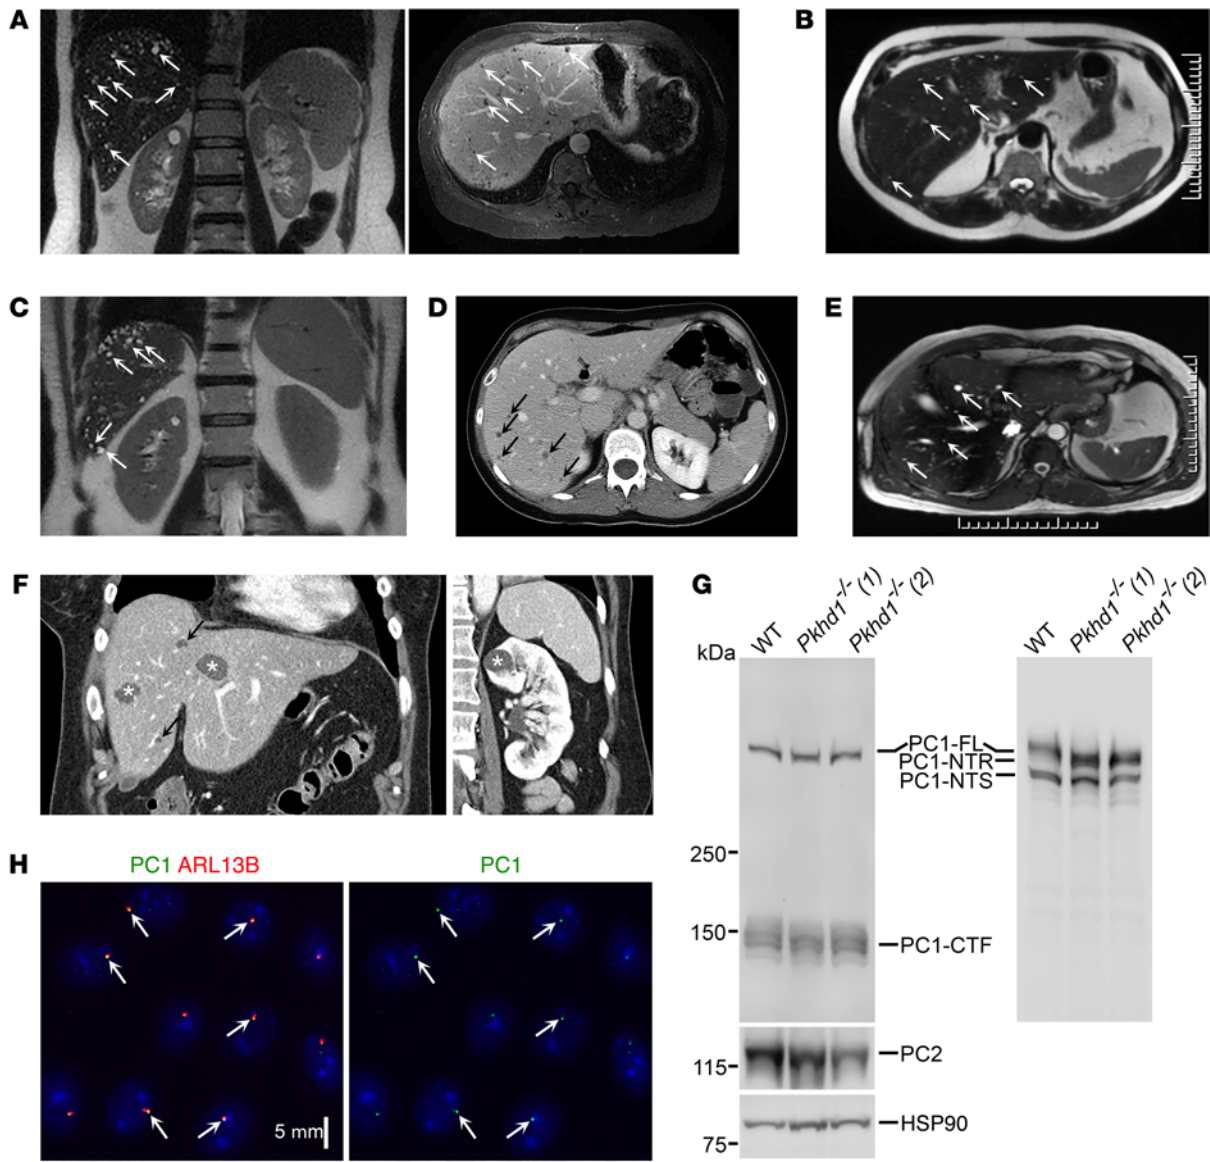 A
B
C
D
E
F
G
WT
Pkhd1-/- (1)
Pkhd1-/- (2)
WT
Pkhd1-/- (1)
Pkhd1-/- (2)
kDa
PC1-FL
PC1-NTR
PC1-NTS
250
150
PC1-CTF
115
PC2
75
HSP90
H
PC1 ARL13B
PC1
5 mm
* *
*